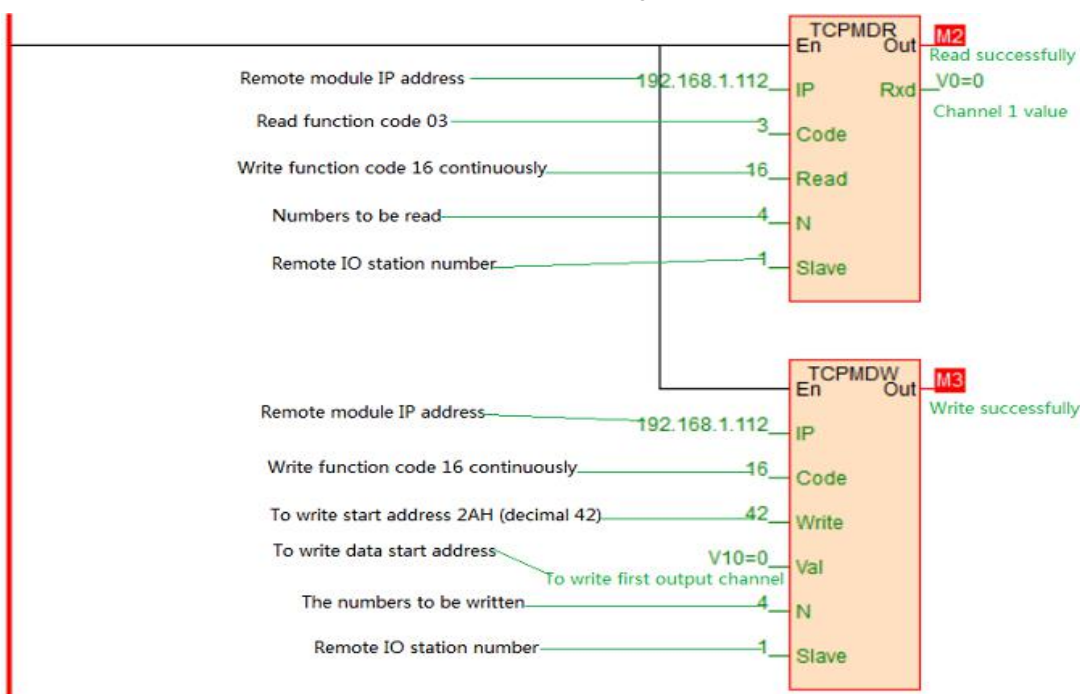 TCPMDR
En Out M2
Read successfully
Remote module IP address 192.168.1.112 IP Rxd V0=0
Channel 1 value
Read function code 03 3 Code
Write function code 16 continuously 16 Read
Numbers to be read 4 N
Remote IO station number 1 Slave
TCPMDW
En Out M3
Write successfully
Remote module IP address 192.168.1.112 IP
Write function code 16 continuously 16 Code
To write start address 2AH (decimal 42) 42 Write
To write data start address V10=0 Val
To write first output channel
The numbers to be written 4 N
Remote IO station number 1 Slave